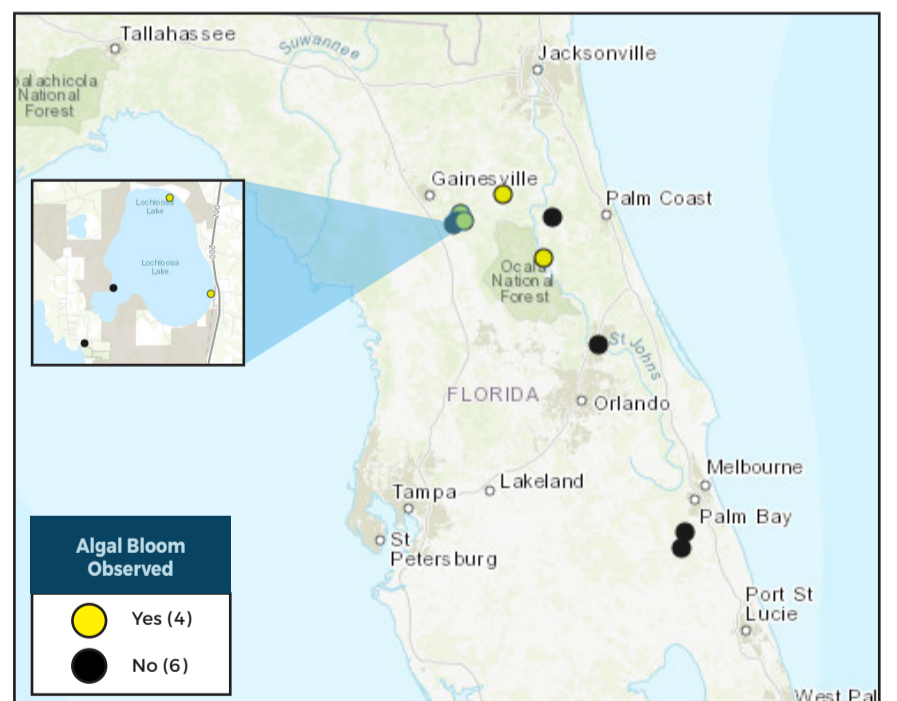 Tallahassee
Suwannee
Jacksonville
palachicola
National
Forest
Gainesville
Palm Coast
Lochloosa
Lake
Lochloosa
Lake
Ocala
National
Forest
St Johns
FLORIDA
Orlando
Melbourne
Lakeland
Tampa
Palm Bay
St
Petersburg
Algal Bloom
Observed
Yes (4)
No (6)
Port St
Lucie
West Pal